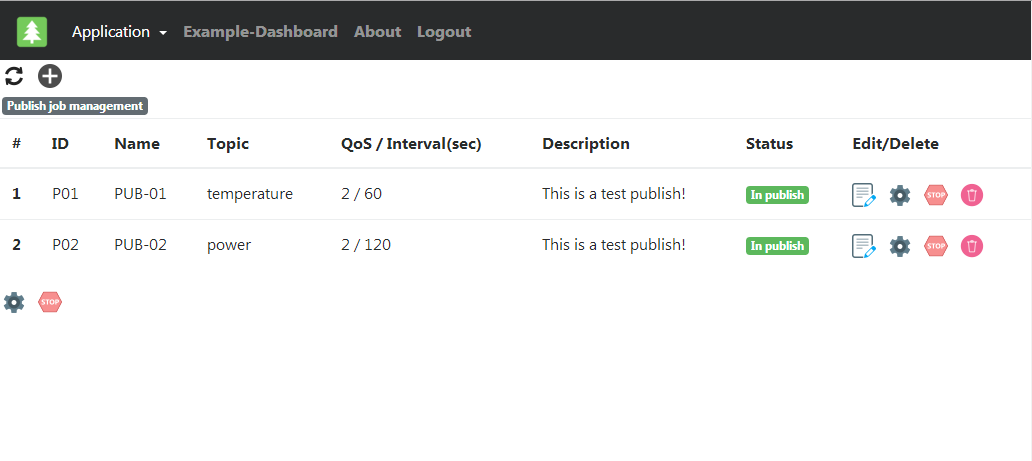 Application Example-Dashboard About Logout
Publish job management
# ID Name Topic QoS / Interval(sec) Description Status Edit/Delete
1 P01 PUB-01 temperature 2 / 60 This is a test publish! In publish STOP
2 P02 PUB-02 power 2 / 120 This is a test publish! In publish STOP
STOP